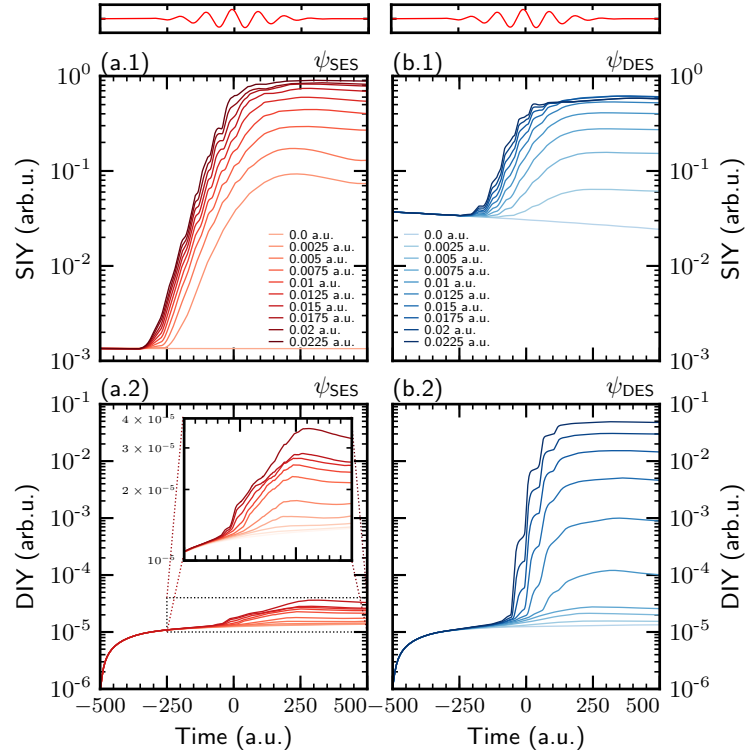 (a.1) ψSES (b.1) ψDES
10^0 10^0
10^-1 10^-1
10^-2 10^-2
10^-3 10^-3
SIY (arb.u.) SIY (arb.u.)
0.0 a.u. 0.0 a.u.
0.0025 a.u. 0.0025 a.u.
0.005 a.u. 0.005 a.u.
0.0075 a.u. 0.0075 a.u.
0.01 a.u. 0.01 a.u.
0.0125 a.u. 0.0125 a.u.
0.015 a.u. 0.015 a.u.
0.0175 a.u. 0.0175 a.u.
0.02 a.u. 0.02 a.u.
0.0225 a.u. 0.0225 a.u.
(a.2) ψSES (b.2) ψDES
10^-1 10^-1
10^-2 10^-2
10^-3 10^-3
10^-4 10^-4
10^-5 10^-5
10^-6 10^-6
DIY (arb.u.) DIY (arb.u.)
4 × 10^-5
3 × 10^-5
2 × 10^-5
10^-5
−500 −250 0 250 500 −250 0 250 500
Time (a.u.) Time (a.u.)